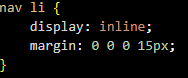 nav li {
    display: inline;
    margin: 0 0 0 15px;
}